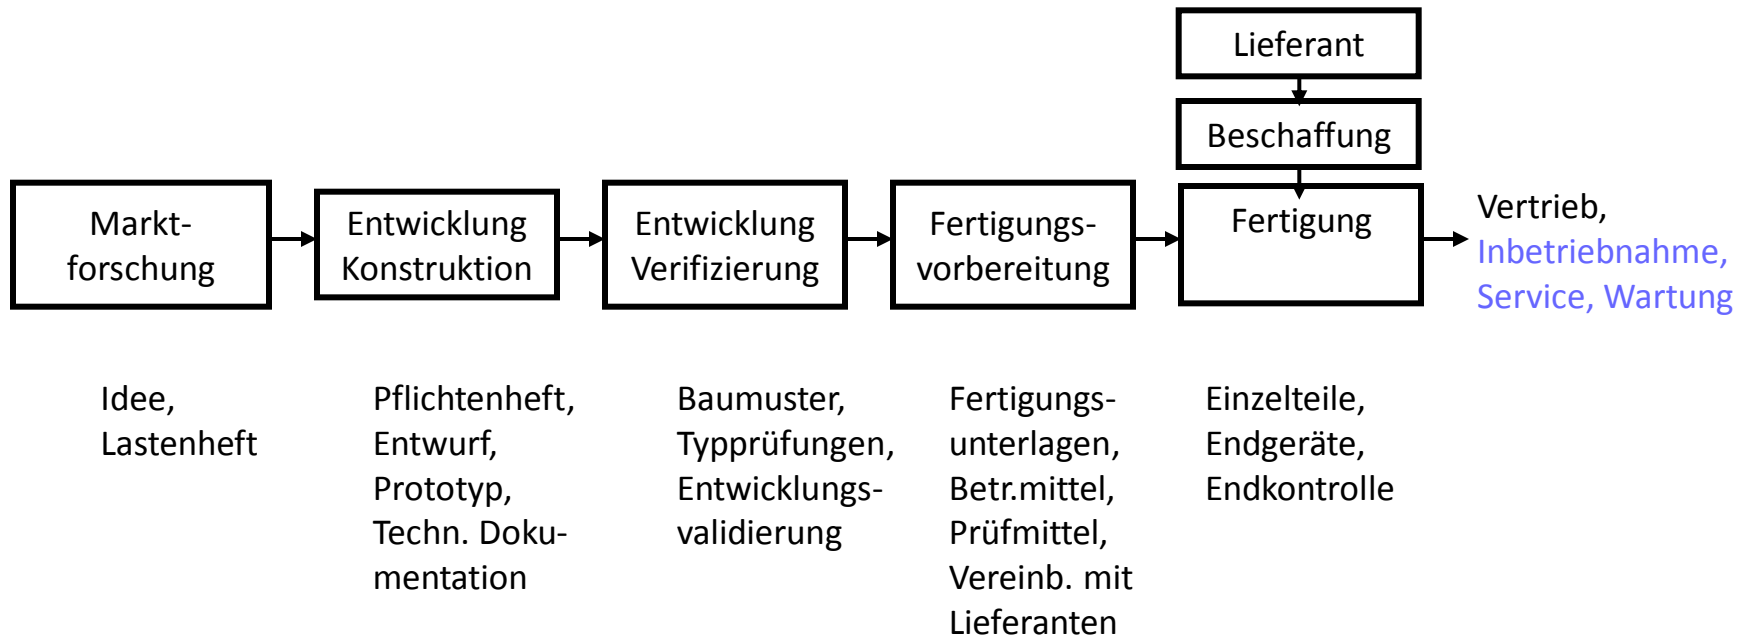 Lieferant
Beschaffung
Markt-
forschung
Entwicklung
Konstruktion
Entwicklung
Verifizierung
Fertigungs-
vorbereitung
Fertigung
Vertrieb,
Inbetriebnahme,
Service, Wartung
Idee,
Lastenheft
Pflichtenheft,
Entwurf,
Prototyp,
Techn. Doku-
mentation
Baumuster,
Typprüfungen,
Entwicklungs-
validierung
Fertigungs-
unterlagen,
Betr.mittel,
Prüfmittel,
Vereinb. mit
Lieferanten
Einzelteile,
Endgeräte,
Endkontrolle